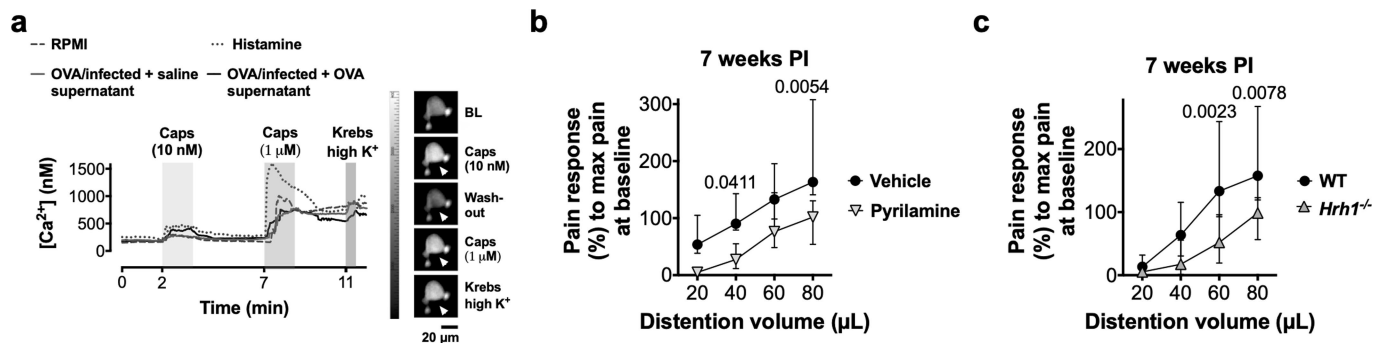 a
RPMI
Histamine
OVA/infected + saline
supernatant
OVA/infected + OVA
supernatant
Caps
(10 nM)
Caps
(1 μM)
Krebs
high K⁺
[Ca²⁺] (nM)
1500
1000
500
0
0
2
7
11
Time (min)
BL
Caps
(10 nM)
Wash-
out
Caps
(1 μM)
Krebs
high K⁺
20 μm
b
7 weeks PI
Pain response
(%) to max pain
at baseline
300
200
100
0
0.0411
0.0054
20
40
60
80
Distention volume (μL)
Vehicle
Pyrilamine
c
7 weeks PI
Pain response
(%) to max pain
at baseline
200
100
0
0.0023
0.0078
20
40
60
80
Distention volume (μL)
WT
Hrh1⁻/⁻